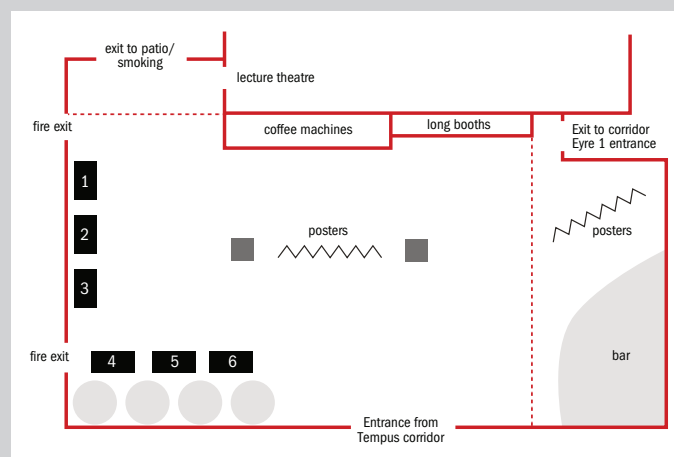 exit to patio/
smoking
lecture theatre
fire exit
coffee machines
long booths
Exit to corridor
Eyre 1 entrance
1
2
3
posters
posters
fire exit
4
5
6
bar
Entrance from
Tempus corridor